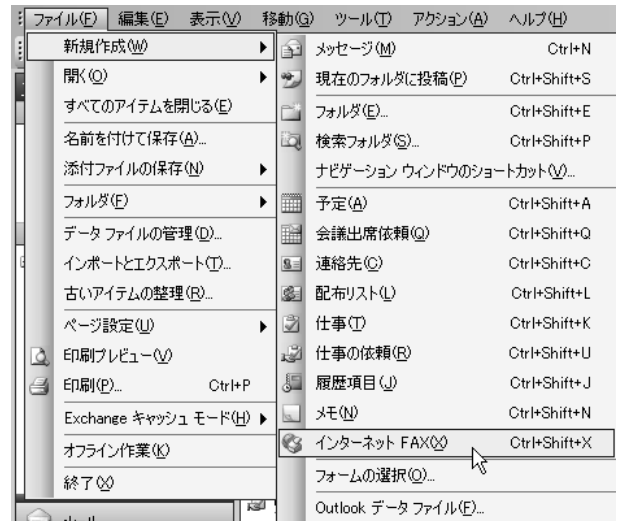 ファイル(F) 編集(E) 表示(V) 移動(G) ツール(T) アクション(A) ヘルプ(H)
新規作成(W)
開く(O)
すべてのアイテムを閉じる(E)
名前を付けて保存(A)...
添付ファイルの保存(N)
フォルダ(F)
データ ファイルの管理(D)...
インポートとエクスポート(T)...
古いアイテムの整理(R)...
ページ設定(U)
印刷プレビュー(V)
印刷(P)... Ctrl+P
Exchange キャッシュ モード(H)
オフライン作業(K)
終了(X)
メッセージ(M) Ctrl+N
現在のフォルダに投稿(P) Ctrl+Shift+S
フォルダ(E)... Ctrl+Shift+E
検索フォルダ(S)... Ctrl+Shift+P
ナビゲーション ウィンドウのショートカット(V)...
予定(A) Ctrl+Shift+A
会議出席依頼(Q) Ctrl+Shift+Q
連絡先(C) Ctrl+Shift+C
配布リスト(L) Ctrl+Shift+L
仕事(T) Ctrl+Shift+K
仕事の依頼(R) Ctrl+Shift+U
履歴項目(J) Ctrl+Shift+J
メモ(N) Ctrl+Shift+N
インターネット FAX(X) Ctrl+Shift+X
フォームの選択(O)...
Outlook データ ファイル(F)...